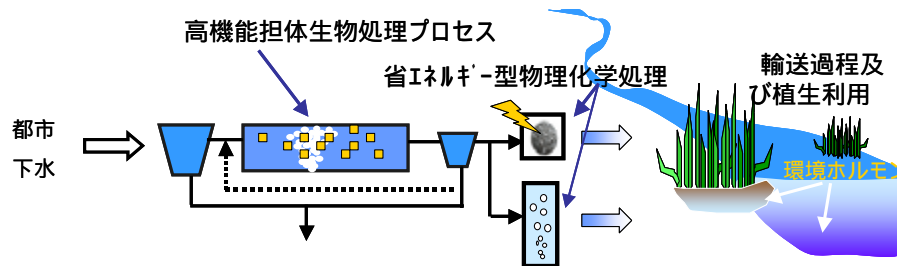 高機能担体生物処理プロセス
省ｴﾈﾙｷﾞｰ型物理化学処理
輸送過程及
び植生利用
都市
下水
環境ホルモン